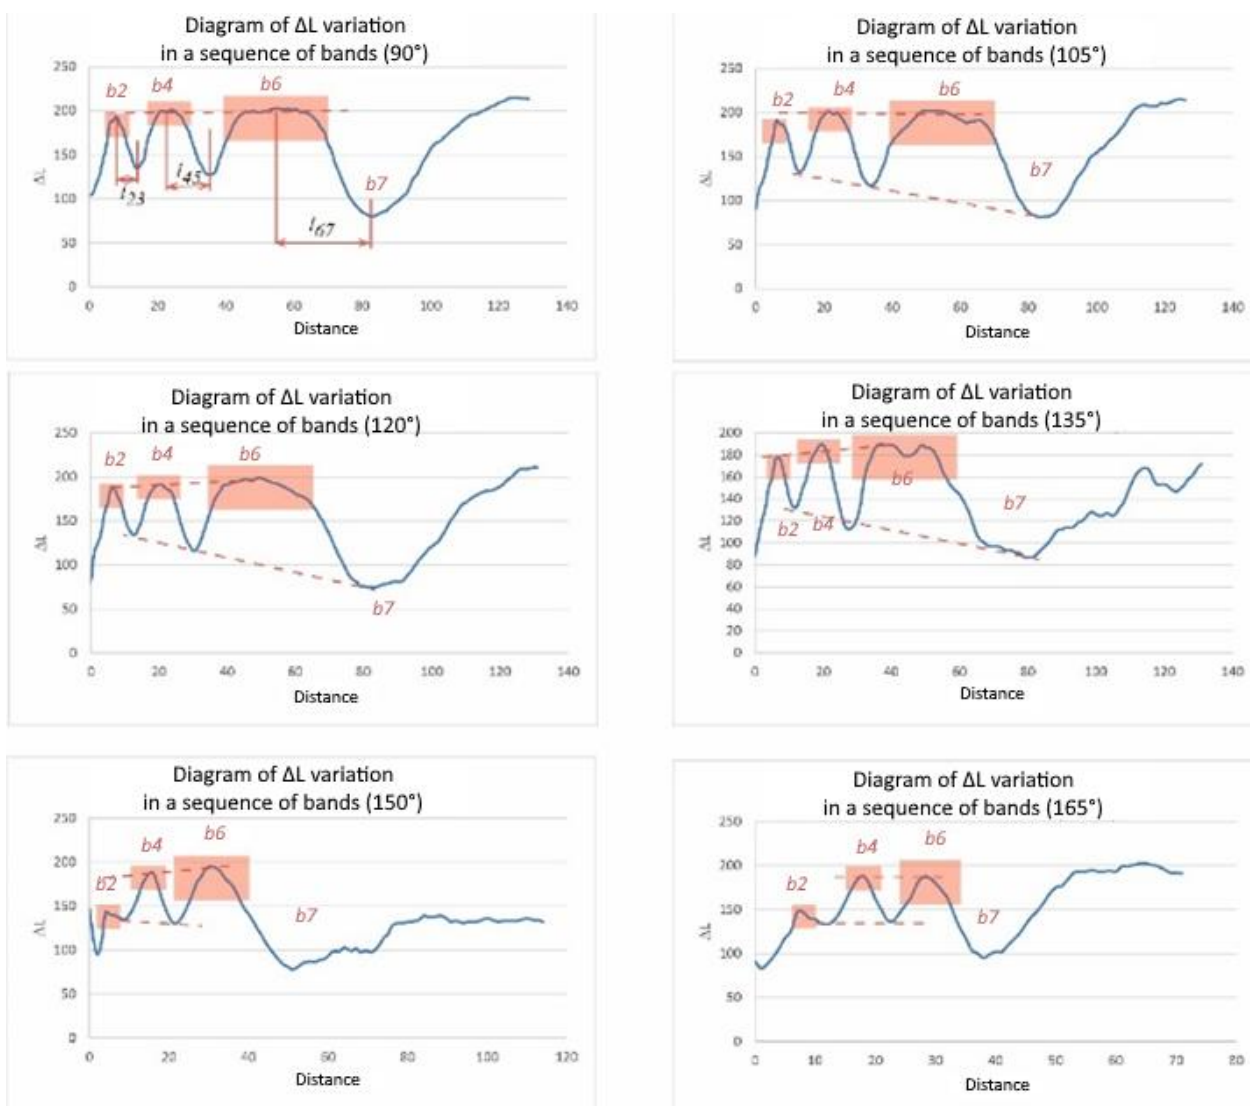 Diagram of ΔL variation
in a sequence of bands (90°)
250
200
150
100
50
0
ΔL
b2
b4
b6
b7
l23
l45
l67
0 20 40 60 80 100 120 140
Distance
Diagram of ΔL variation
in a sequence of bands (105°)
250
200
150
100
50
0
ΔL
b2
b4
b6
b7
0 20 40 60 80 100 120 140
Distance
Diagram of ΔL variation
in a sequence of bands (120°)
250
200
150
100
50
0
ΔL
b2
b4
b6
b7
0 20 40 60 80 100 120 140
Distance
Diagram of ΔL variation
in a sequence of bands (135°)
200
180
160
140
120
100
80
60
40
20
0
ΔL
b6
b7
b2
b4
0 20 40 60 80 100 120 140
Distance
Diagram of ΔL variation
in a sequence of bands (150°)
250
200
150
100
50
0
ΔL
b2
b4
b6
b7
0 20 40 60 80 100 120
Distance
Diagram of ΔL variation
in a sequence of bands (165°)
250
200
150
100
50
0
ΔL
b2
b4
b6
b7
0 10 20 30 40 50 60 70 80
Distance